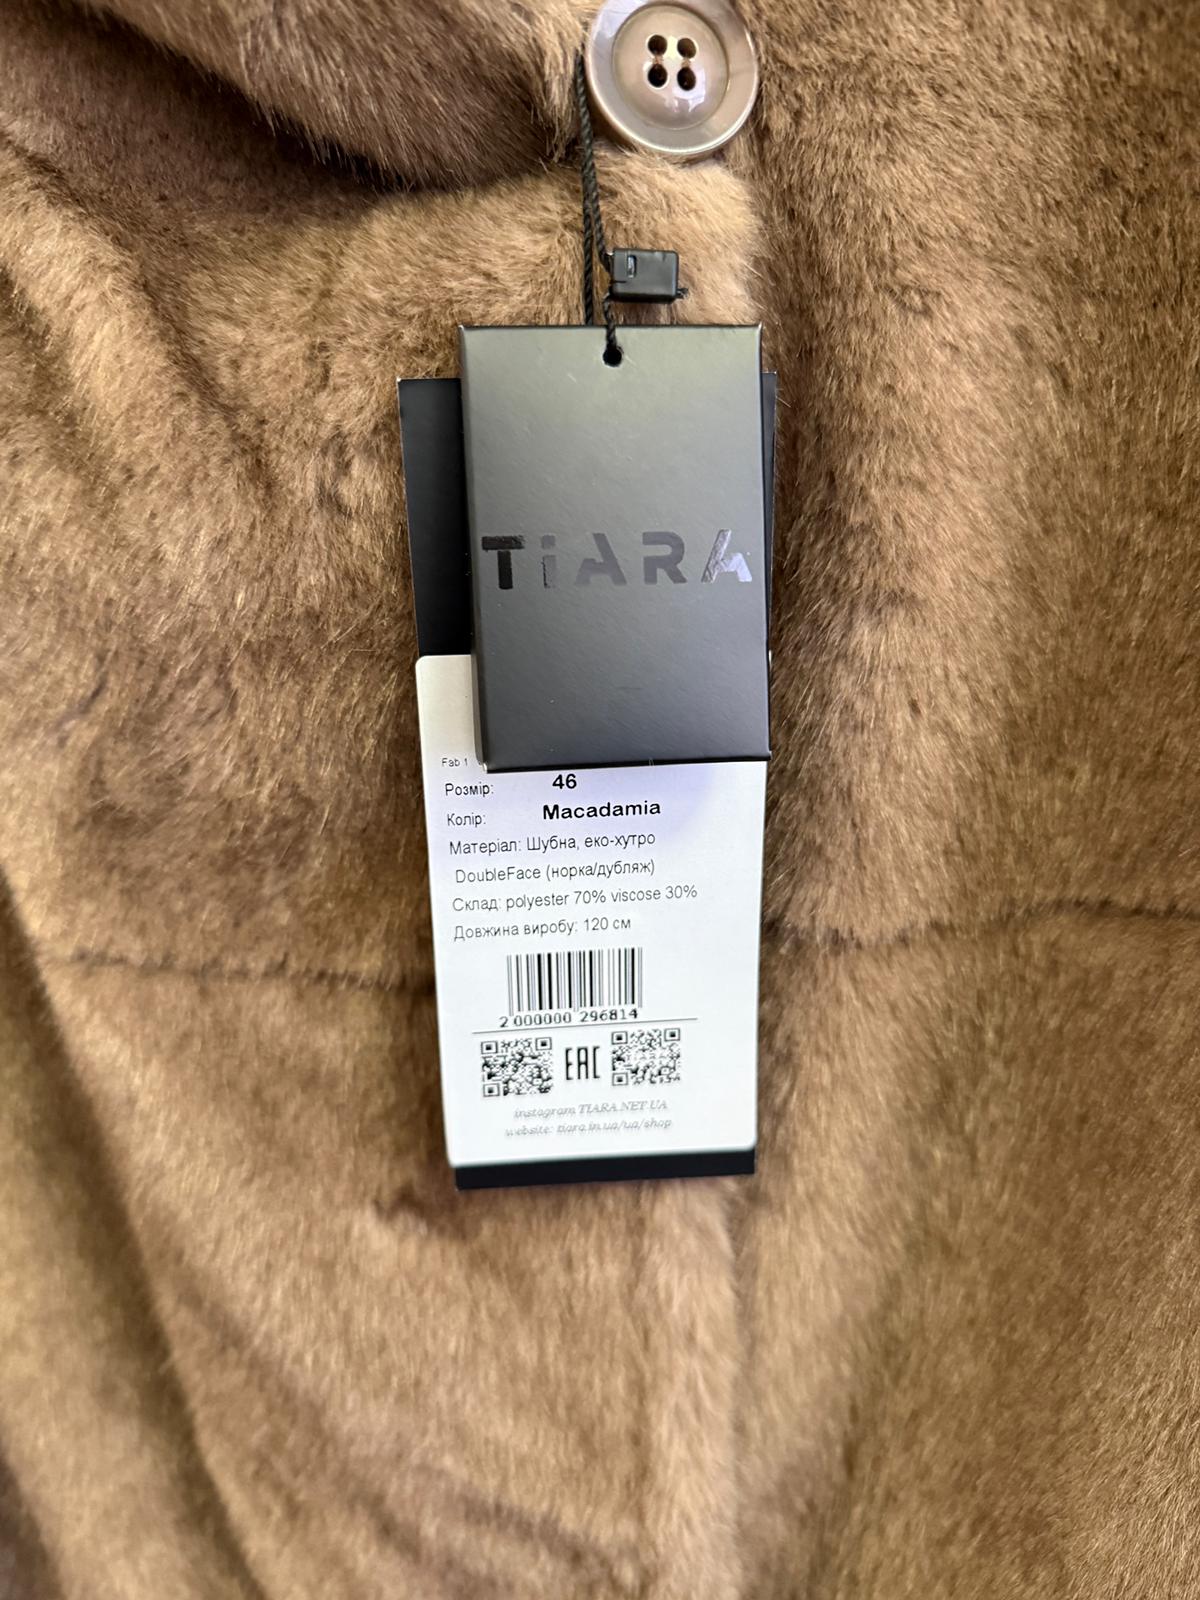 TiARA
Fab 1
Розмір: 46
Колір: Macadamia
Матеріал: Шубна, еко-хутро
DoubleFace (норка/дубляж)
Склад: polyester 70% viscose 30%
Довжина виробу: 120 см
2 000000 296814
EAC
instagram TIARA.NET.UA
website: tiara.in.ua/ua/shop